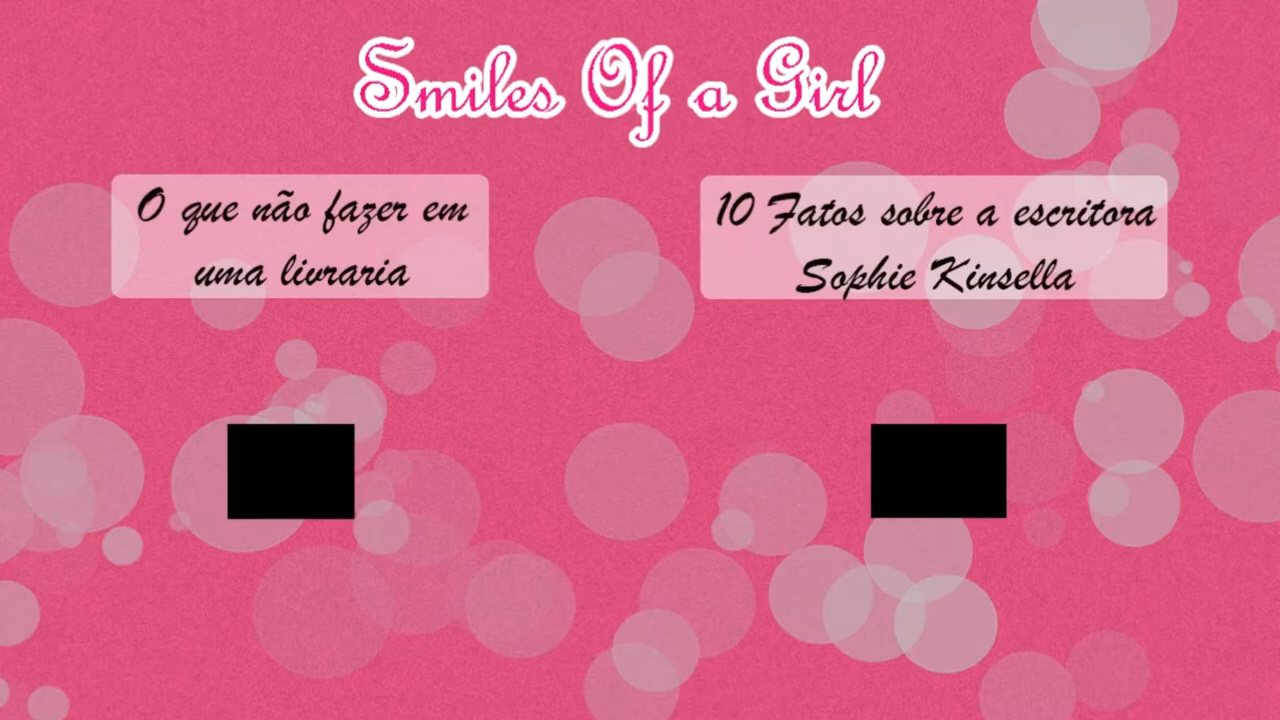 Smiles Of a Girl
O que não fazer em
uma livraria
10 Fatos sobre a escritora
Sophie Kinsella